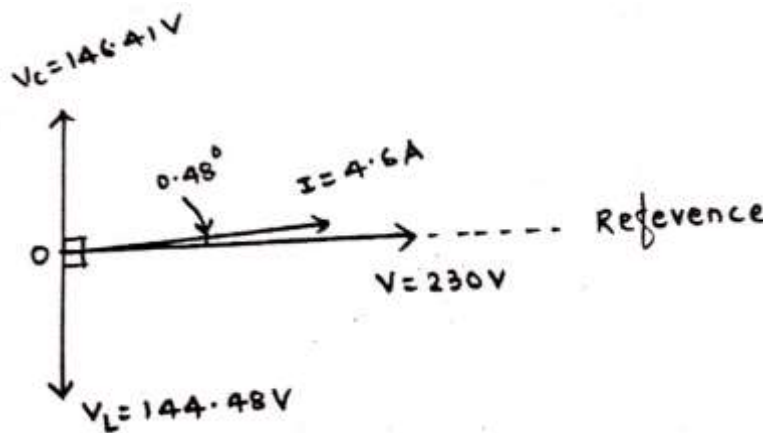 Vc=146.41V
0.48°
I=4.6A
O
Reference
V=230V
VL=144.48V